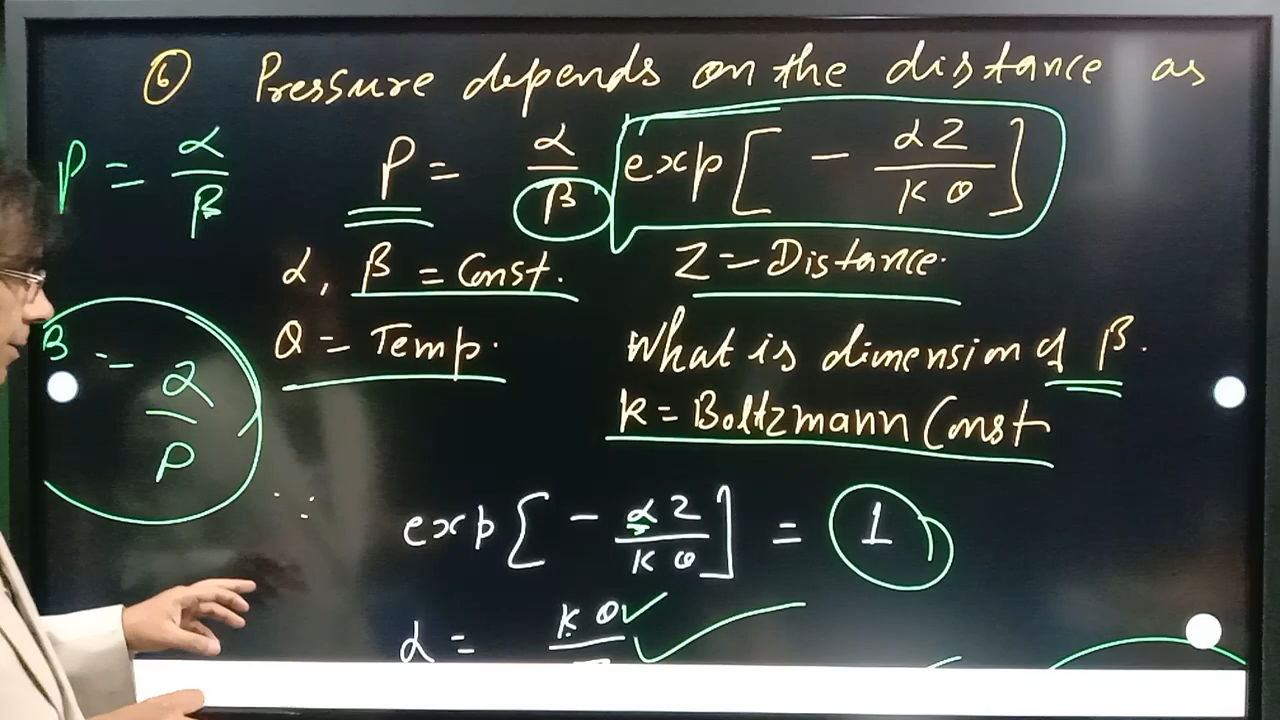 ⑥ Pressure depends on the distance as
P = α/β
P = α/β exp[ - αZ/Kθ ]
α, β = Const. Z = Distance.
β = α/P
θ = Temp. What is dimension of β.
K = Boltzmann Const
∴ exp[ - αZ/Kθ ] = 1
α = Kθ